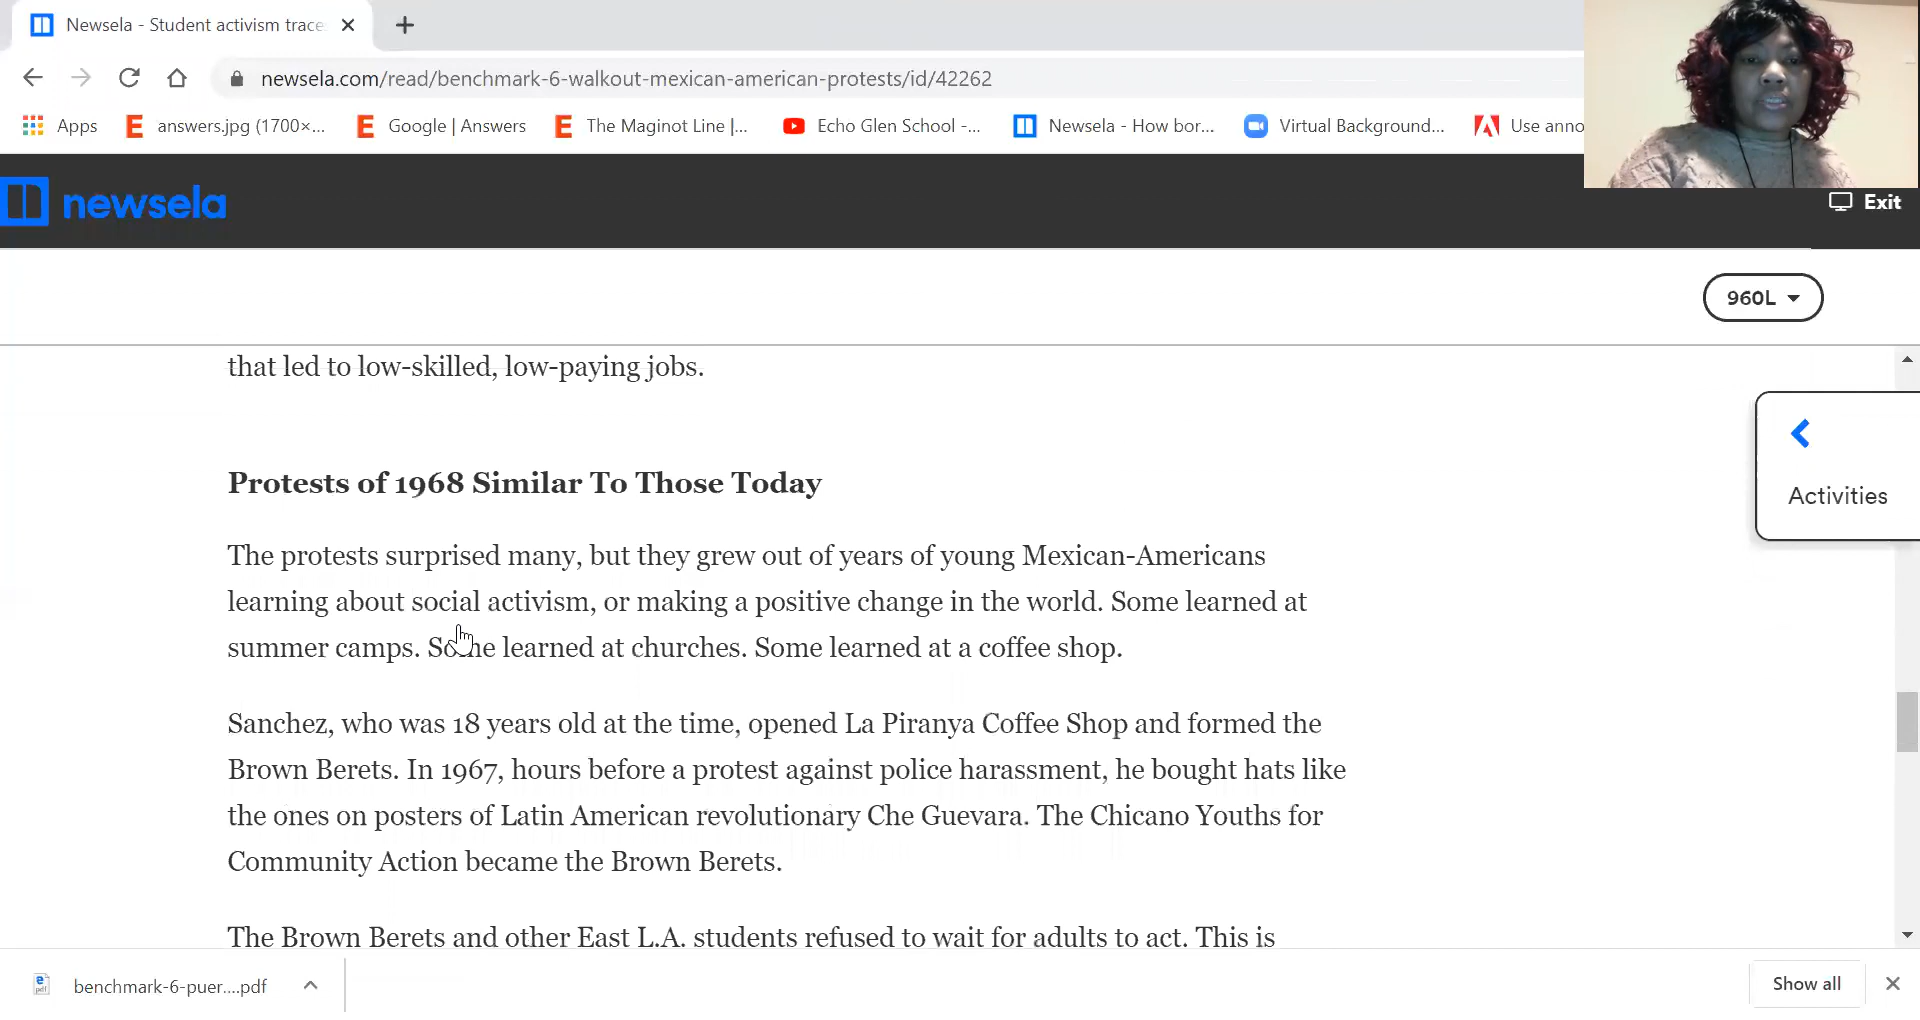 Newsela - Student activism trace
newsela.com/read/benchmark-6-walkout-mexican-american-protests/id/42262
Apps answers.jpg (1700×... Google | Answers The Maginot Line |... Echo Glen School -... Newsela - How bor... Virtual Background... Use anno
newsela
Exit
960L
that led to low-skilled, low-paying jobs.
Activities
Protests of 1968 Similar To Those Today
The protests surprised many, but they grew out of years of young Mexican-Americans
learning about social activism, or making a positive change in the world. Some learned at
summer camps. Some learned at churches. Some learned at a coffee shop.
Sanchez, who was 18 years old at the time, opened La Piranya Coffee Shop and formed the
Brown Berets. In 1967, hours before a protest against police harassment, he bought hats like
the ones on posters of Latin American revolutionary Che Guevara. The Chicano Youths for
Community Action became the Brown Berets.
The Brown Berets and other East L.A. students refused to wait for adults to act. This is
benchmark-6-puer....pdf
Show all